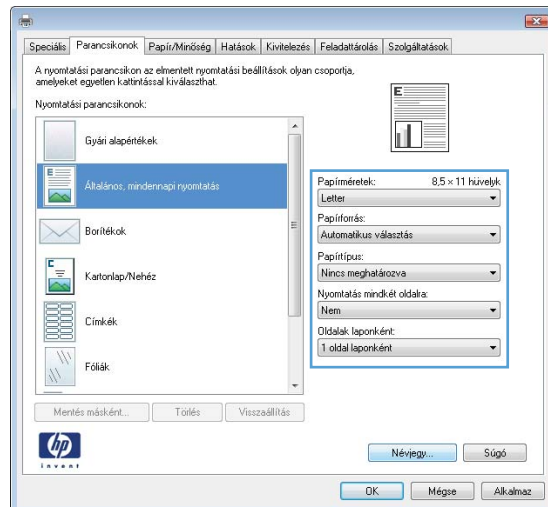 Speciális Parancsikonok Papír/Minőség Hatások Kivitelezés Feladattárolás Szolgáltatások
A nyomtatási parancsikon az elmentett nyomtatási beállítások olyan csoportja,
amelyeket egyetlen kattintással kiválaszthat.
Nyomtatási parancsikonok:
Gyári alapértékek
E
Általános, mindennapi nyomtatás
Borítékok
C
Kartonlap/Nehéz
Címkék
Fóliák
Mentés másként... Törlés Visszaállítás
E
Papírméretek: 8,5 × 11 hüvelyk
Letter
Papírforrás:
Automatikus választás
Papírtípus:
Nincs meghatározva
Nyomtatás mindkét oldalra:
Nem
Oldalak laponként:
1 oldal laponként
hp
invent
Névjegy... Súgó
OK Mégse Alkalmaz